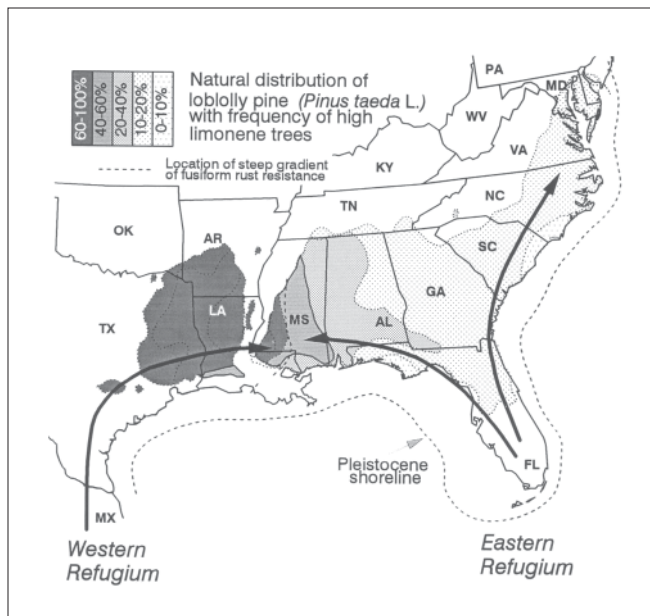 60-100%
40-60%
20-40%
10-20%
0-10%
Natural distribution of
loblolly pine (Pinus taeda L.)
with frequency of high
limonene trees
Location of steep gradient
of fusiform rust resistance
PA
MD
WV
VA
KY
NC
TN
OK
AR
SC
GA
MS
AL
LA
TX
Pleistocene
shoreline
FL
MX
Western
Refugium
Eastern
Refugium